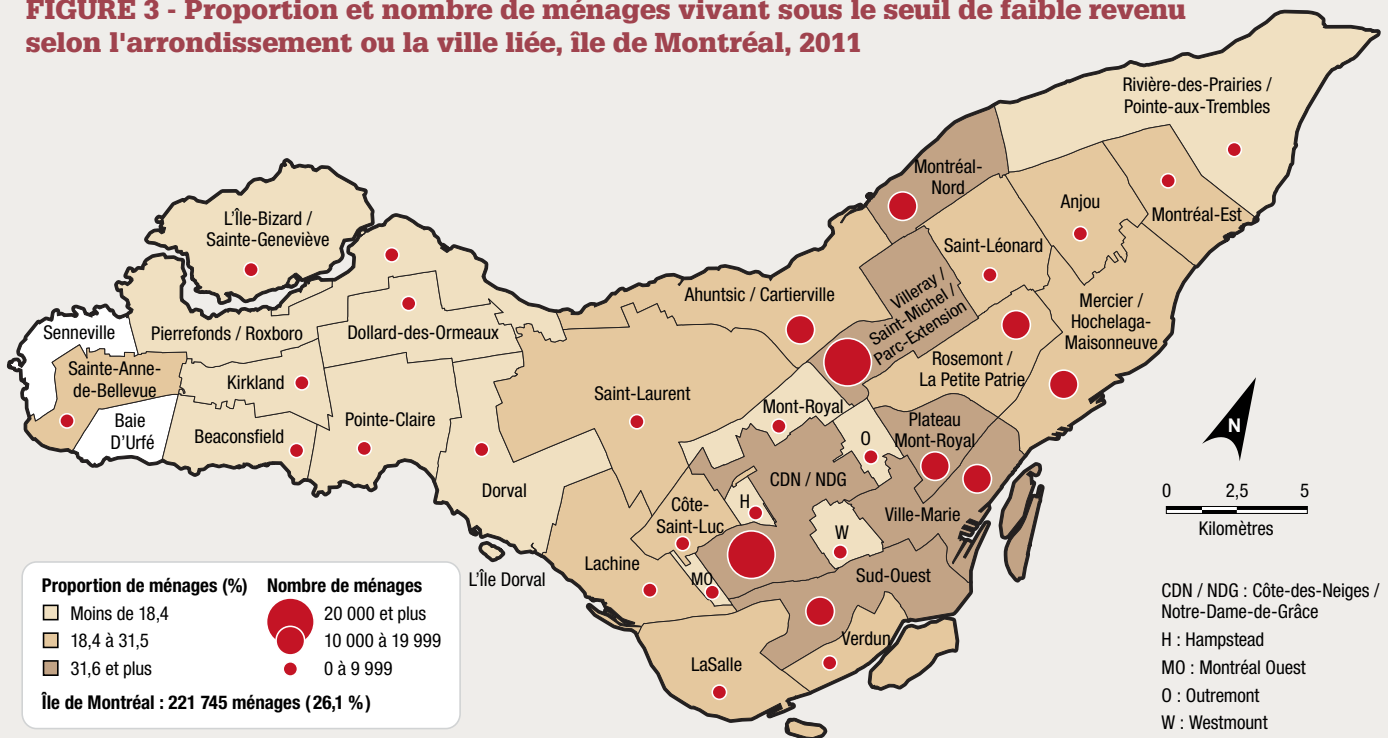 FIGURE 3 - Proportion et nombre de ménages vivant sous le seuil de faible revenu
selon l'arrondissement ou la ville liée, île de Montréal, 2011
Rivière-des-Prairies /
Pointe-aux-Trembles
Montréal-
Nord
Anjou
Montréal-Est
L'Île-Bizard /
Sainte-Geneviève
Saint-Léonard
Ahuntsic / Cartierville
Villeray /
Saint-Michel /
Parc-Extension
Mercier /
Hochelaga-
Maisonneuve
Senneville
Pierrefonds / Roxboro
Dollard-des-Ormeaux
Rosemont /
La Petite Patrie
Sainte-Anne-
de-Bellevue
Kirkland
Saint-Laurent
Mont-Royal
Baie
D'Urfé
Beaconsfield
Pointe-Claire
Plateau
Mont-Royal
O
N
CDN / NDG
Dorval
H
Côte-
Saint-Luc
Ville-Marie
W
0 2,5 5
Kilomètres
Lachine
L'Île Dorval
MO
Sud-Ouest
Verdun
LaSalle
Proportion de ménages (%)
Moins de 18,4
18,4 à 31,5
31,6 et plus
Nombre de ménages
20 000 et plus
10 000 à 19 999
0 à 9 999
Île de Montréal : 221 745 ménages (26,1 %)
CDN / NDG : Côte-des-Neiges /
Notre-Dame-de-Grâce
H : Hampstead
MO : Montréal Ouest
O : Outremont
W : Westmount